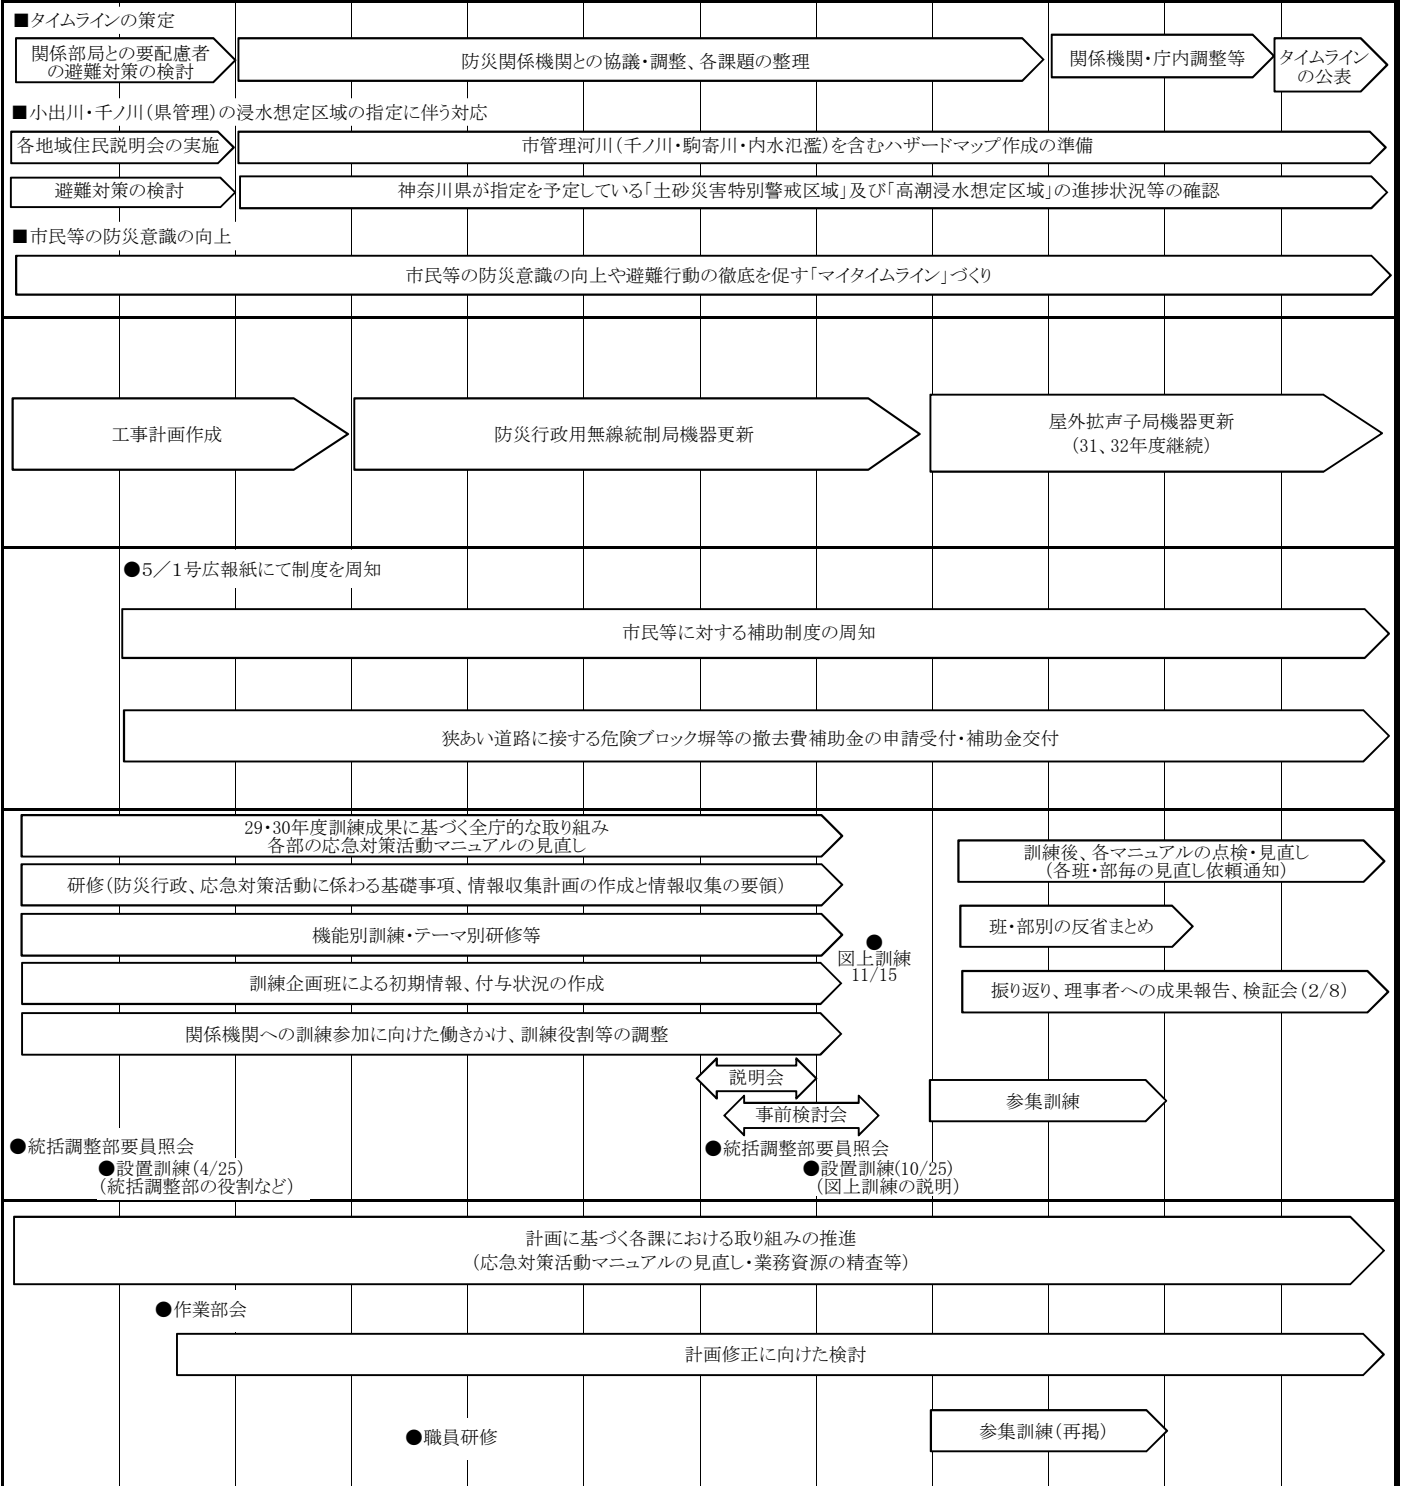 ■タイムラインの策定
関係部局との要配慮者
の避難対策の検討
防災関係機関との協議・調整、各課題の整理
関係機関・庁内調整等
タイムライン
の公表
■小出川・千ノ川(県管理)の浸水想定区域の指定に伴う対応
各地域住民説明会の実施
市管理河川(千ノ川・駒寄川・内水氾濫)を含むハザードマップ作成の準備
避難対策の検討
神奈川県が指定を予定している「土砂災害特別警戒区域」及び「高潮浸水想定区域」の進捗状況等の確認
■市民等の防災意識の向上
市民等の防災意識の向上や避難行動の徹底を促す「マイタイムライン」づくり
工事計画作成
防災行政用無線統制局機器更新
屋外拡声子局機器更新
(31、32年度継続)
●5/1号広報紙にて制度を周知
市民等に対する補助制度の周知
狭あい道路に接する危険ブロック塀等の撤去費補助金の申請受付・補助金交付
29・30年度訓練成果に基づく全庁的な取り組み
各部の応急対策活動マニュアルの見直し
訓練後、各マニュアルの点検・見直し
(各班・部毎の見直し依頼通知)
研修(防災行政、応急対策活動に係わる基礎事項、情報収集計画の作成と情報収集の要領)
班・部別の反省まとめ
機能別訓練・テーマ別研修等
●
図上訓練
11/15
訓練企画班による初期情報、付与状況の作成
振り返り、理事者への成果報告、検証会(2/8)
関係機関への訓練参加に向けた働きかけ、訓練役割等の調整
説明会
参集訓練
事前検討会
●統括調整部要員照会
●設置訓練(4/25)
(統括調整部の役割など)
●統括調整部要員照会
●設置訓練(10/25)
(図上訓練の説明)
計画に基づく各課における取り組みの推進
(応急対策活動マニュアルの見直し・業務資源の精査等)
●作業部会
計画修正に向けた検討
●職員研修
参集訓練(再掲)